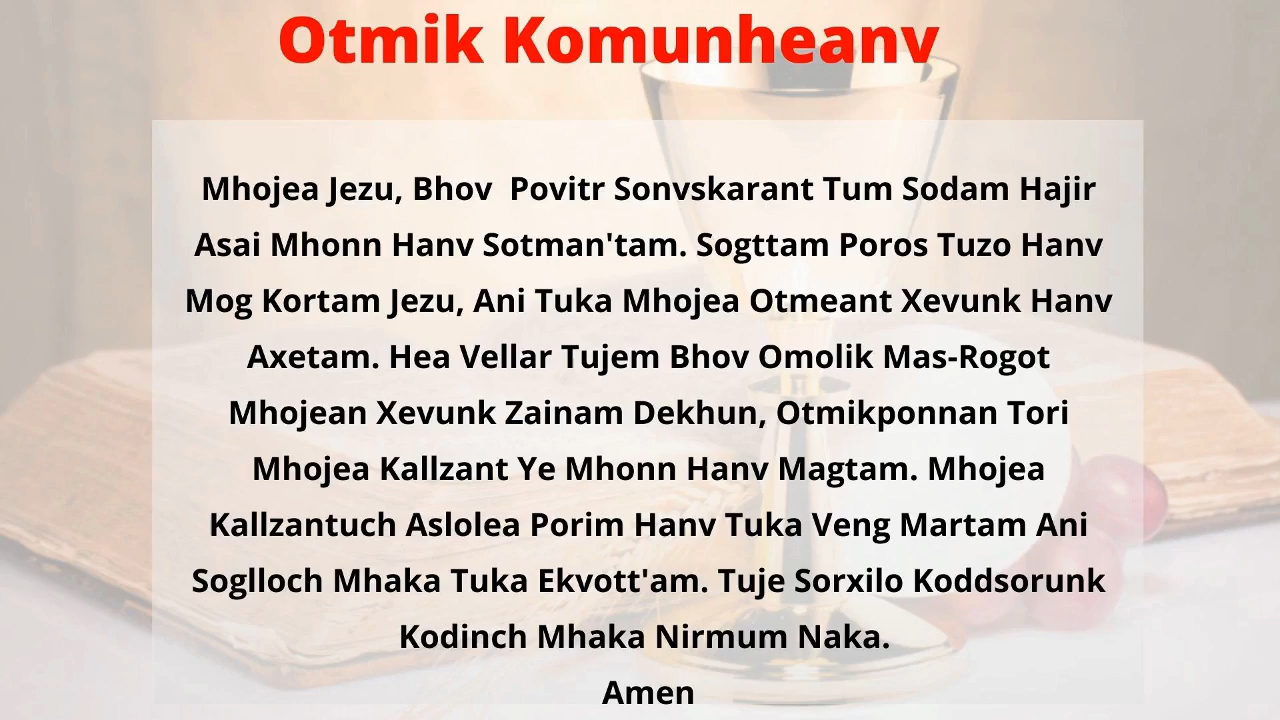 Otmik Komunheanv
Mhojea Jezu, Bhov  Povitr Sonvskarant Tum Sodam Hajir
Asai Mhonn Hanv Sotman'tam. Sogttam Poros Tuzo Hanv
Mog Kortam Jezu, Ani Tuka Mhojea Otmeant Xevunk Hanv
Axetam. Hea Vellar Tujem Bhov Omolik Mas-Rogot
Mhojean Xevunk Zainam Dekhun, Otmikponnan Tori
Mhojea Kallzant Ye Mhonn Hanv Magtam. Mhojea
Kallzantuch Aslolea Porim Hanv Tuka Veng Martam Ani
Soglloch Mhaka Tuka Ekvott'am. Tuje Sorxilo Koddsorunk
Kodinch Mhaka Nirmum Naka.
Amen